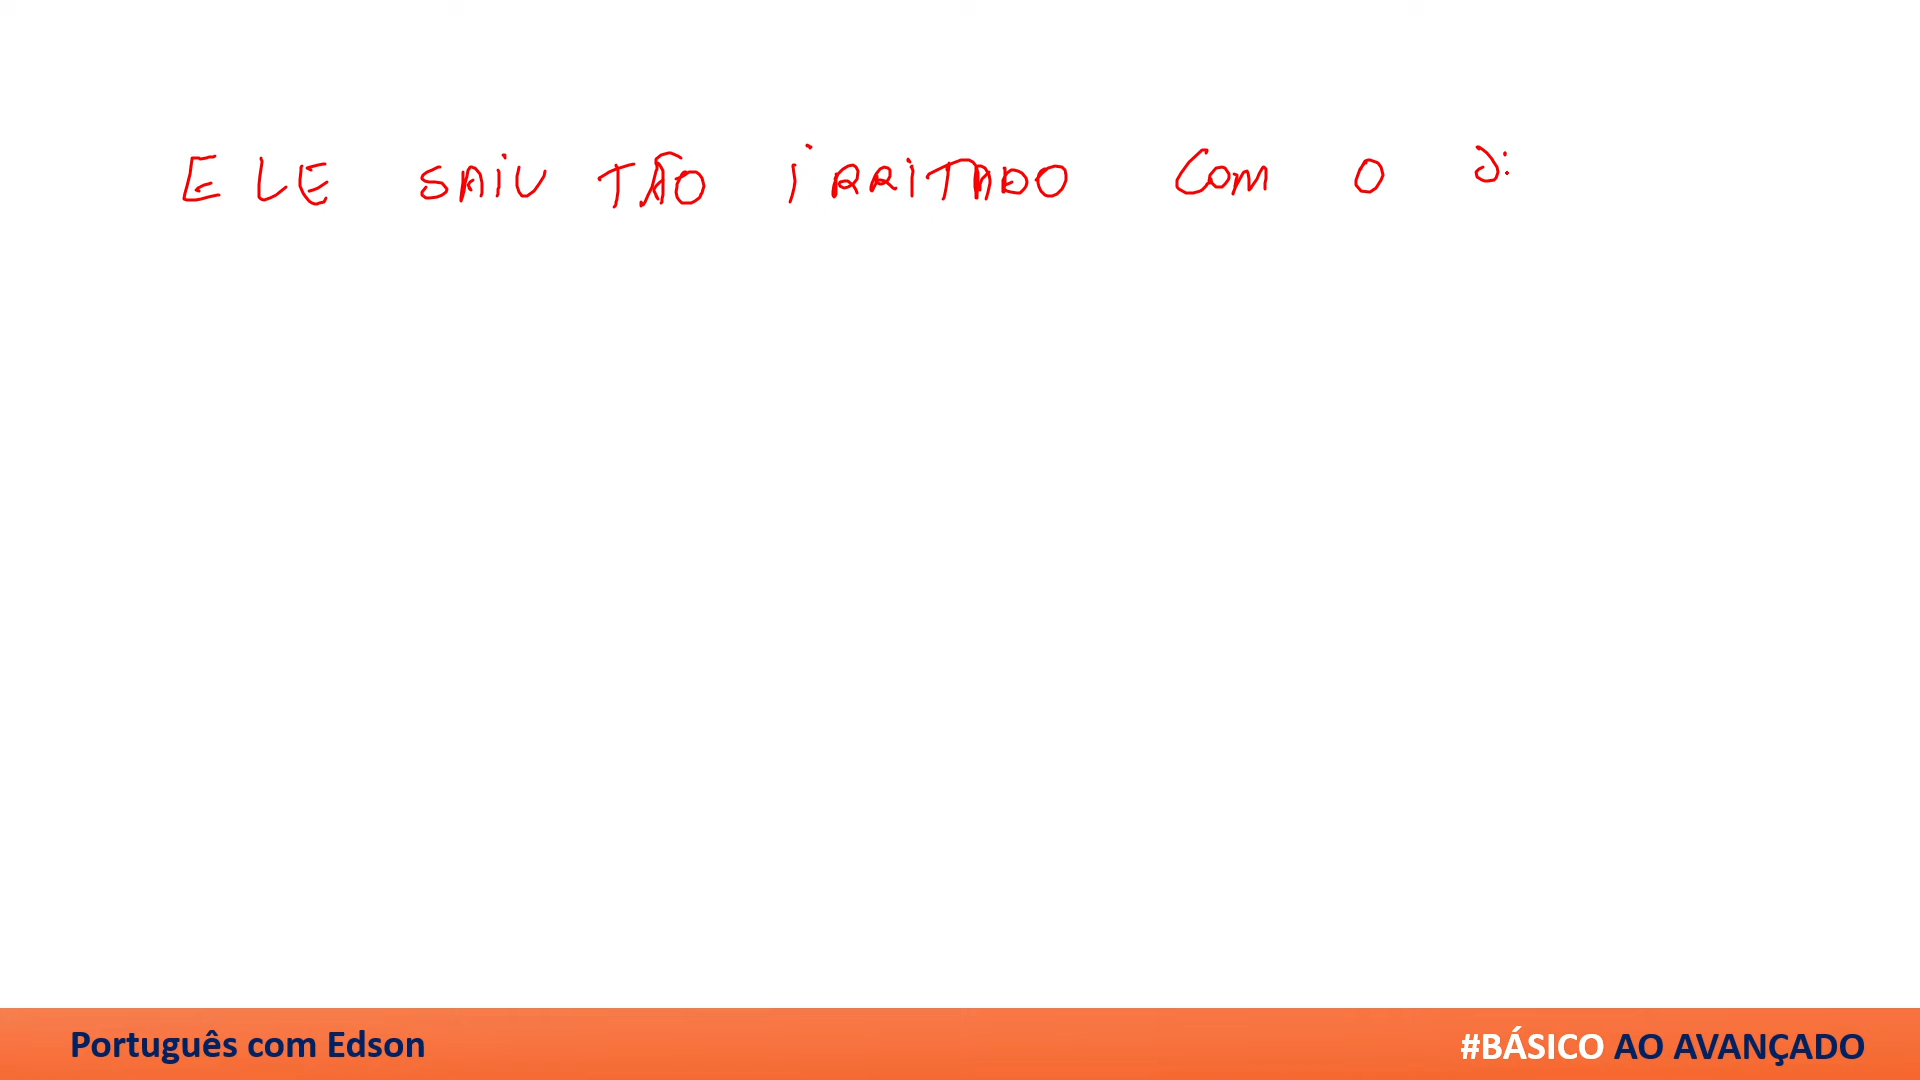 ELE SAIU TÃO IRRITADO COM O
Português com Edson
#BÁSICO AO AVANÇADO